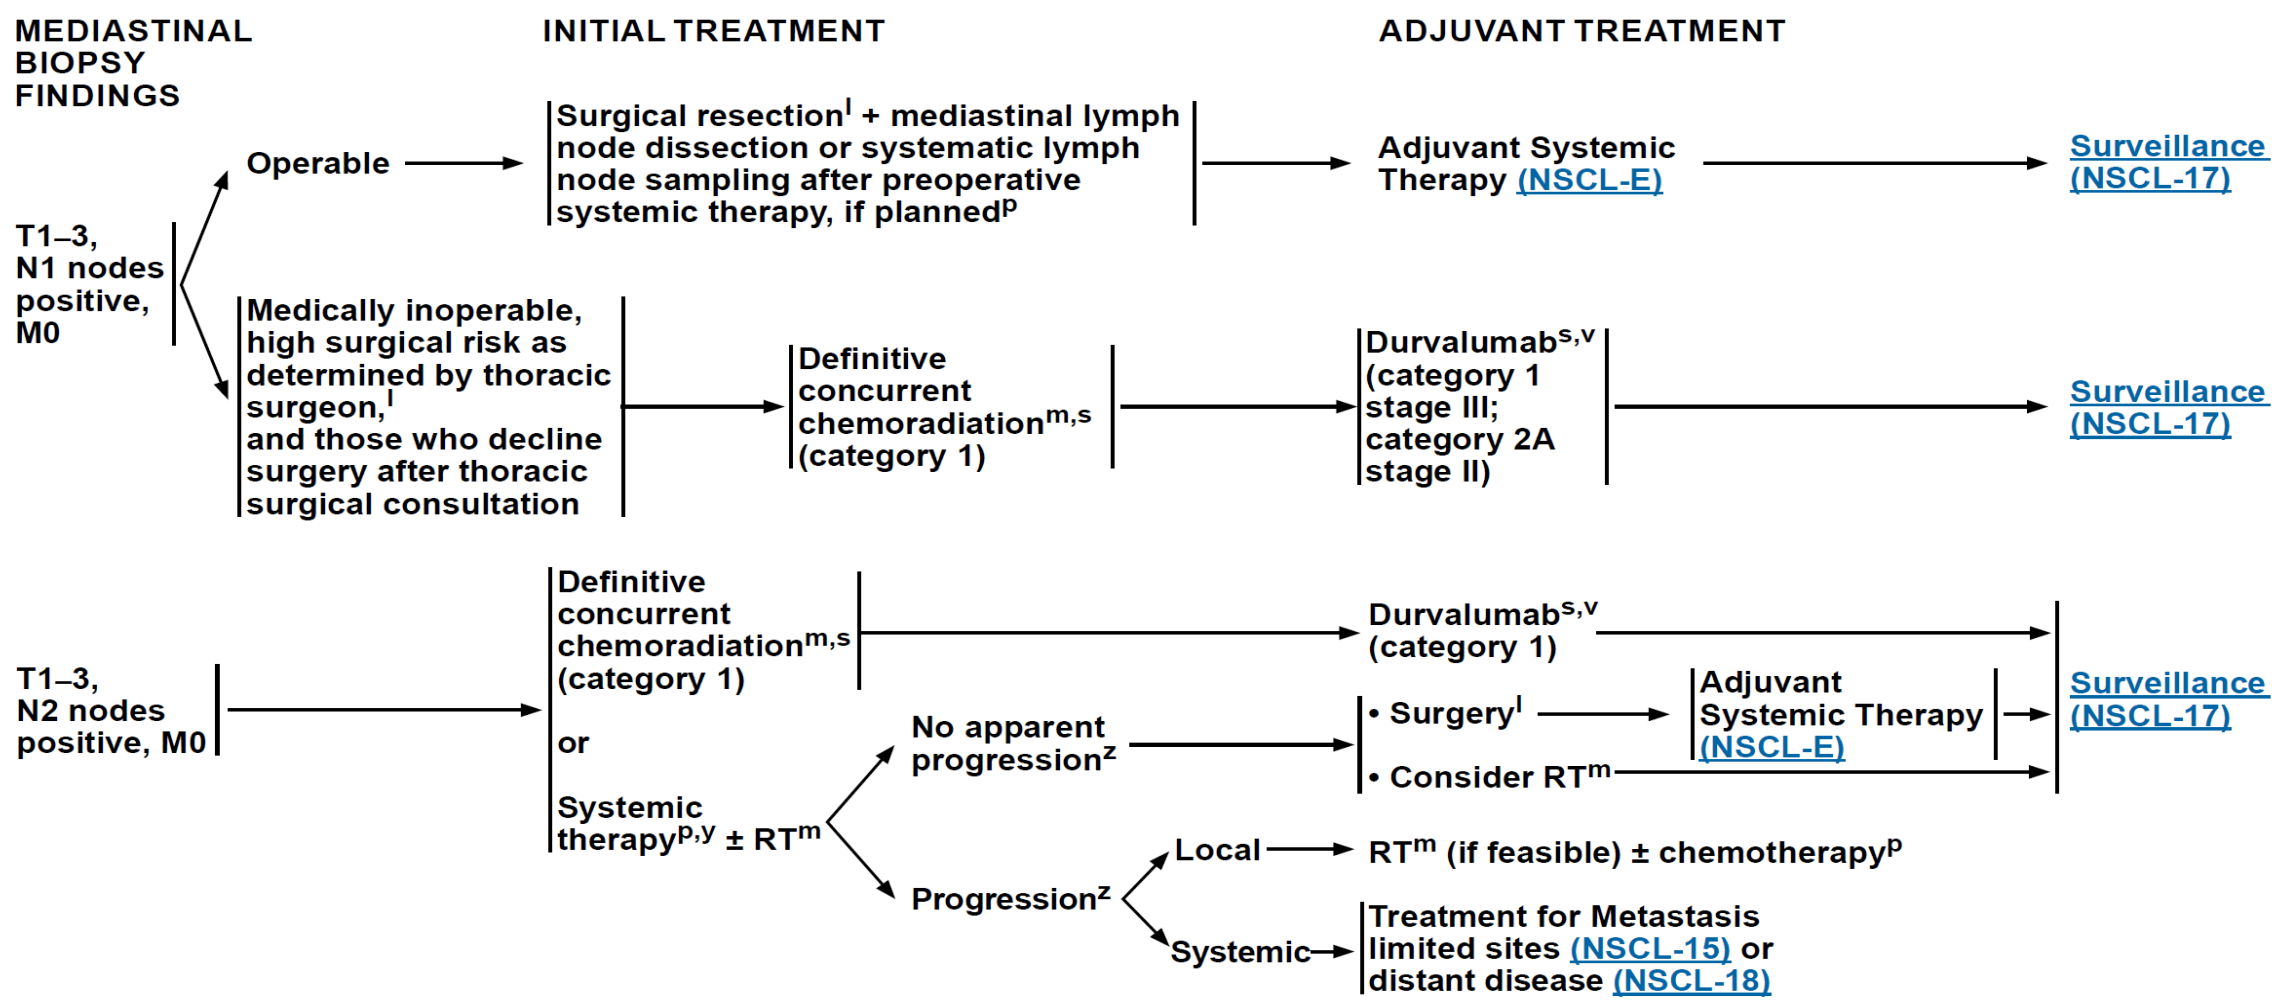 MEDIASTINAL
BIOPSY
FINDINGS
INITIAL TREATMENT
ADJUVANT TREATMENT
T1–3,
N1 nodes
positive,
M0
Operable
Surgical resectionl + mediastinal lymph
node dissection or systematic lymph
node sampling after preoperative
systemic therapy, if plannedp
Adjuvant Systemic
Therapy (NSCL-E)
Surveillance
(NSCL-17)
Medically inoperable,
high surgical risk as
determined by thoracic
surgeon,l
and those who decline
surgery after thoracic
surgical consultation
Definitive
concurrent
chemoradiationm,s
(category 1)
Durvalumabs,v
(category 1
stage III;
category 2A
stage II)
Surveillance
(NSCL-17)
T1–3,
N2 nodes
positive, M0
Definitive
concurrent
chemoradiationm,s
(category 1)
or
Systemic
therapyp,y ± RTm
Durvalumabs,v
(category 1)
No apparent
progressionz
• Surgeryl
Adjuvant
Systemic Therapy
(NSCL-E)
• Consider RTm
Surveillance
(NSCL-17)
Progressionz
Local
RTm (if feasible) ± chemotherapyp
Systemic
Treatment for Metastasis
limited sites (NSCL-15) or
distant disease (NSCL-18)